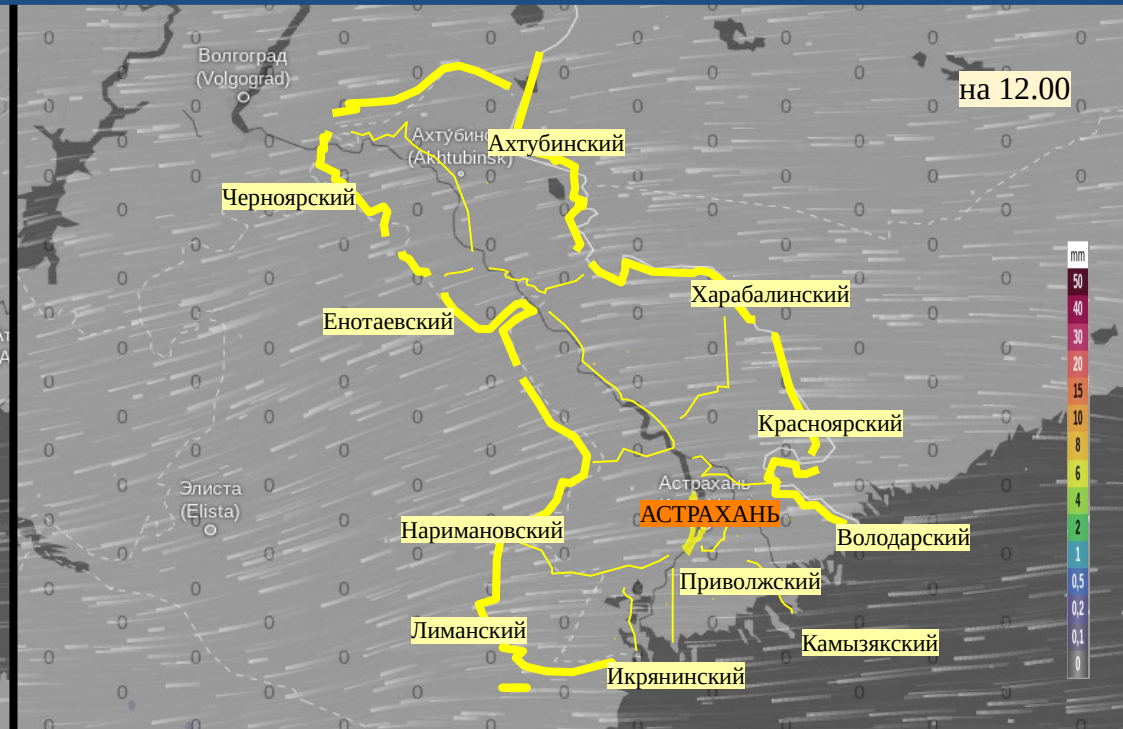 Волгоград
(Volgograd)
на 12.00
Ахтубинский
(Akhtubinsk)
Черноярский
mm
50
40
30
20
15
10
8
6
4
2
1
0,5
0,2
0,1
0
Харабалинский
Енотаевский
Красноярский
Элиста
(Elista)
Астрахань
АСТРАХАНЬ
Наримановский
Володарский
Приволжский
Лиманский
Камызякский
Икрянинский